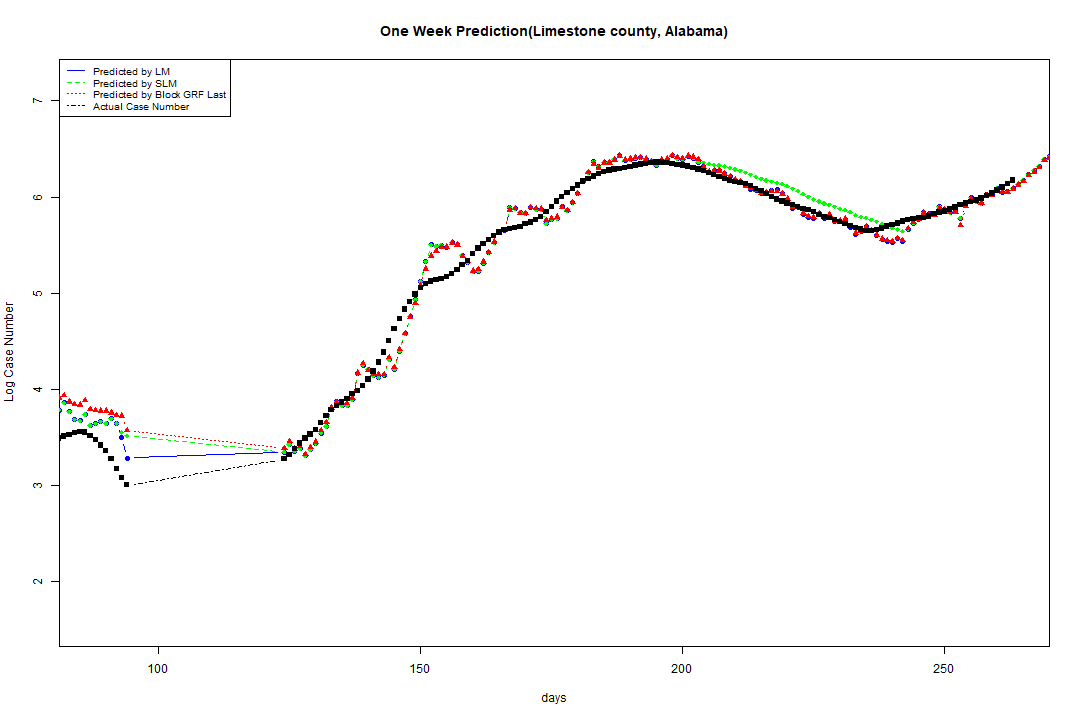 One Week Prediction(Limestone county, Alabama)
Predicted by LM
Predicted by SLM
Predicted by Block GRF Last
Actual Case Number
7
6
5
4
3
2
Log Case Number
100 150 200 250
days